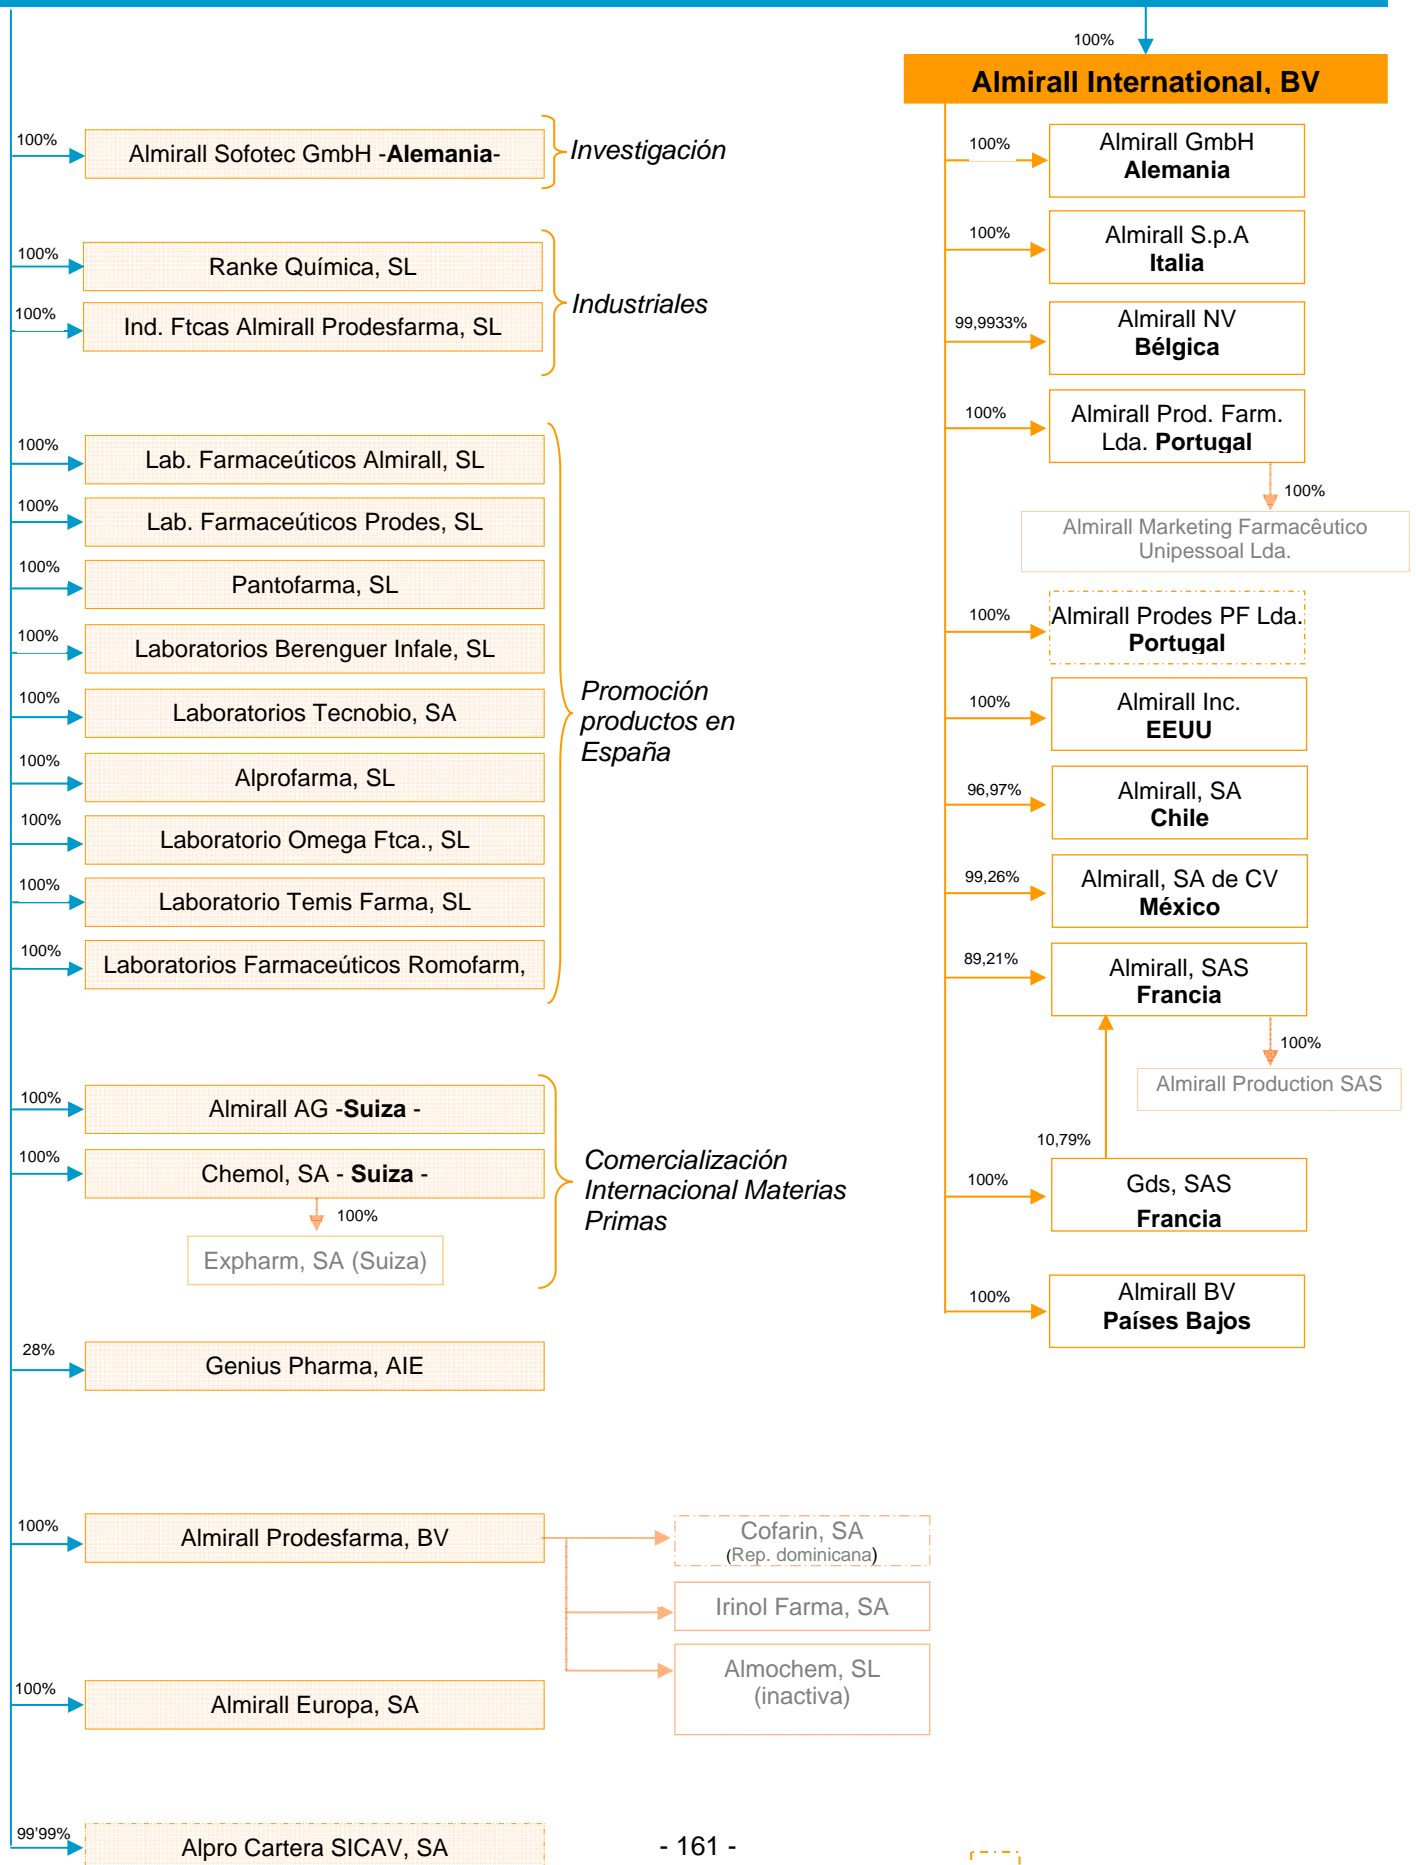 100%
Almirall International, BV
100%
Almirall Sofotec GmbH -Alemania-
Investigación
100%
Ranke Química, SL
100%
Ind. Ftcas Almirall Prodesfarma, SL
Industriales
100%
Lab. Farmaceúticos Almirall, SL
100%
Lab. Farmaceúticos Prodes, SL
100%
Pantofarma, SL
100%
Laboratorios Berenguer Infale, SL
100%
Laboratorios Tecnobio, SA
100%
Alprofarma, SL
100%
Laboratorio Omega Ftca., SL
100%
Laboratorio Temis Farma, SL
100%
Laboratorios Farmaceúticos Romofarm,
Promoción
productos en
España
100%
Almirall AG -Suiza -
100%
Chemol, SA - Suiza -
100%
Expharm, SA (Suiza)
Comercialización
Internacional Materias
Primas
28%
Genius Pharma, AIE
100%
Almirall Prodesfarma, BV
Cofarin, SA
(Rep. dominicana)
Irinol Farma, SA
Almochem, SL
(inactiva)
100%
Almirall Europa, SA
99'99%
Alpro Cartera SICAV, SA
100%
Almirall GmbH
Alemania
100%
Almirall S.p.A
Italia
99,9933%
Almirall NV
Bélgica
100%
Almirall Prod. Farm.
Lda. Portugal
100%
Almirall Marketing Farmacêutico
Unipessoal Lda.
100%
Almirall Prodes PF Lda.
Portugal
100%
Almirall Inc.
EEUU
96,97%
Almirall, SA
Chile
99,26%
Almirall, SA de CV
México
89,21%
Almirall, SAS
Francia
100%
Almirall Production SAS
10,79%
100%
Gds, SAS
Francia
100%
Almirall BV
Países Bajos
- 161 -